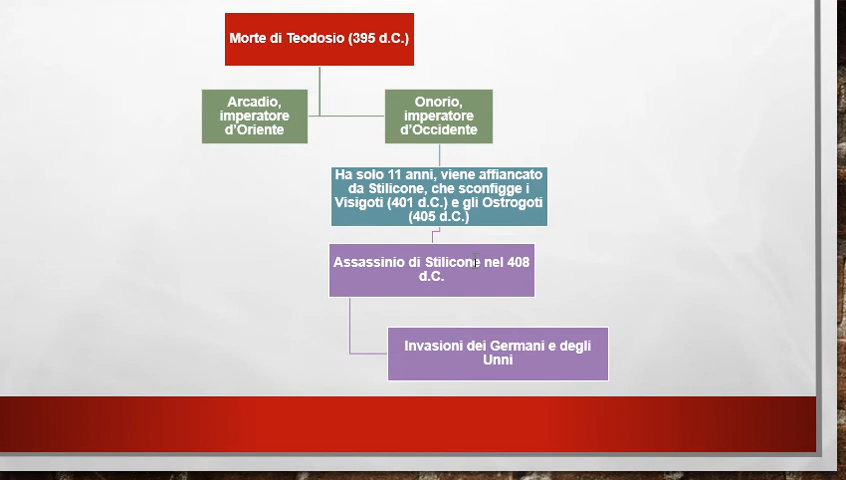 Morte di Teodosio (395 d.C.)
Arcadio,
imperatore
d'Oriente
Onorio,
imperatore
d'Occidente
Ha solo 11 anni, viene affiancato
da Stilicone, che sconfigge i
Visigoti (401 d.C.) e gli Ostrogoti
(405 d.C.)
Assassinio di Stilicone nel 408
d.C.
Invasioni dei Germani e degli
Unni